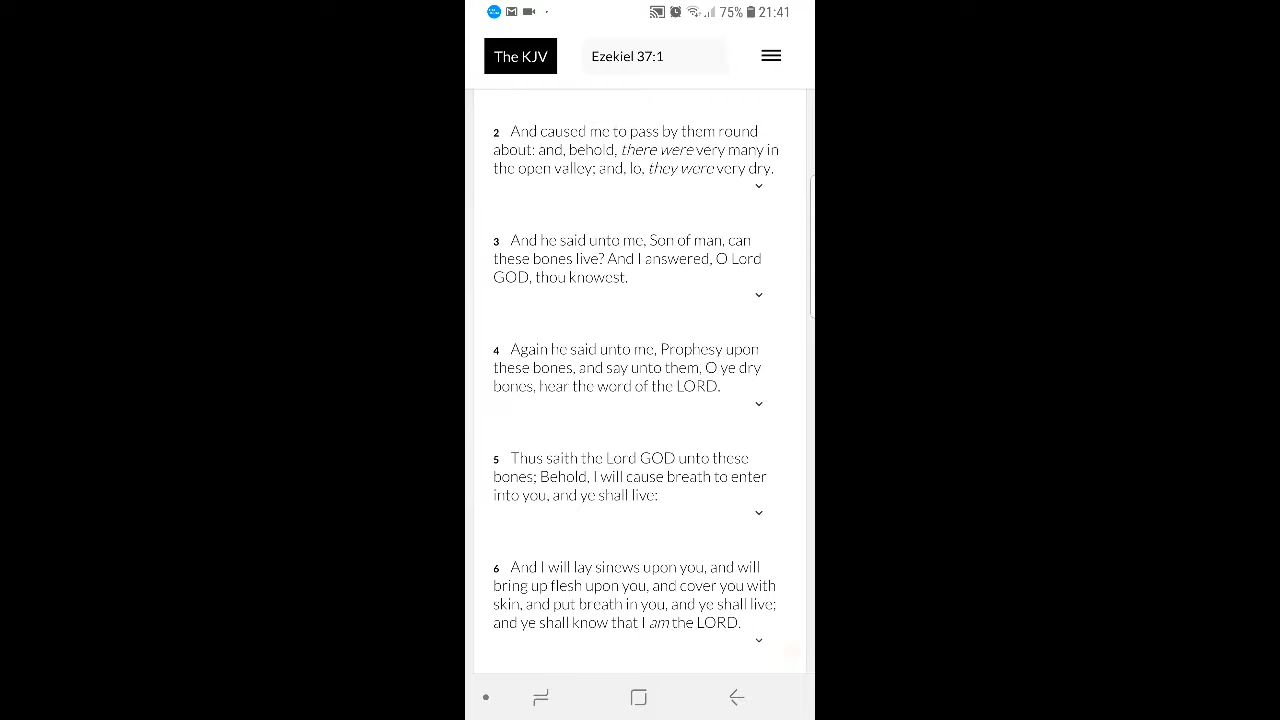 75% 21:41
The KJV
Ezekiel 37:1
2 And caused me to pass by them round
about: and, behold, there were very many in
the open valley; and, lo, they were very dry.
3 And he said unto me, Son of man, can
these bones live? And I answered, O Lord
GOD, thou knowest.
4 Again he said unto me, Prophesy upon
these bones, and say unto them, O ye dry
bones, hear the word of the LORD.
5 Thus saith the Lord GOD unto these
bones; Behold, I will cause breath to enter
into you, and ye shall live:
6 And I will lay sinews upon you, and will
bring up flesh upon you, and cover you with
skin, and put breath in you, and ye shall live;
and ye shall know that I am the LORD.